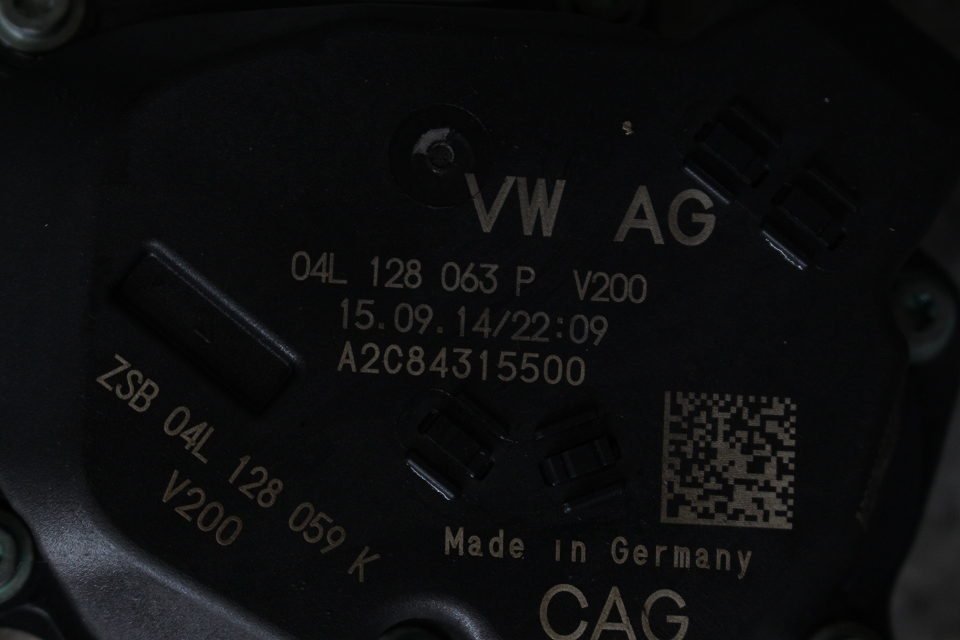 VW AG
04L 128 063 P V200
15.09.14/22:09
A2C84315500
ZSB 04L 128 059 K
V200
Made in Germany
CAG